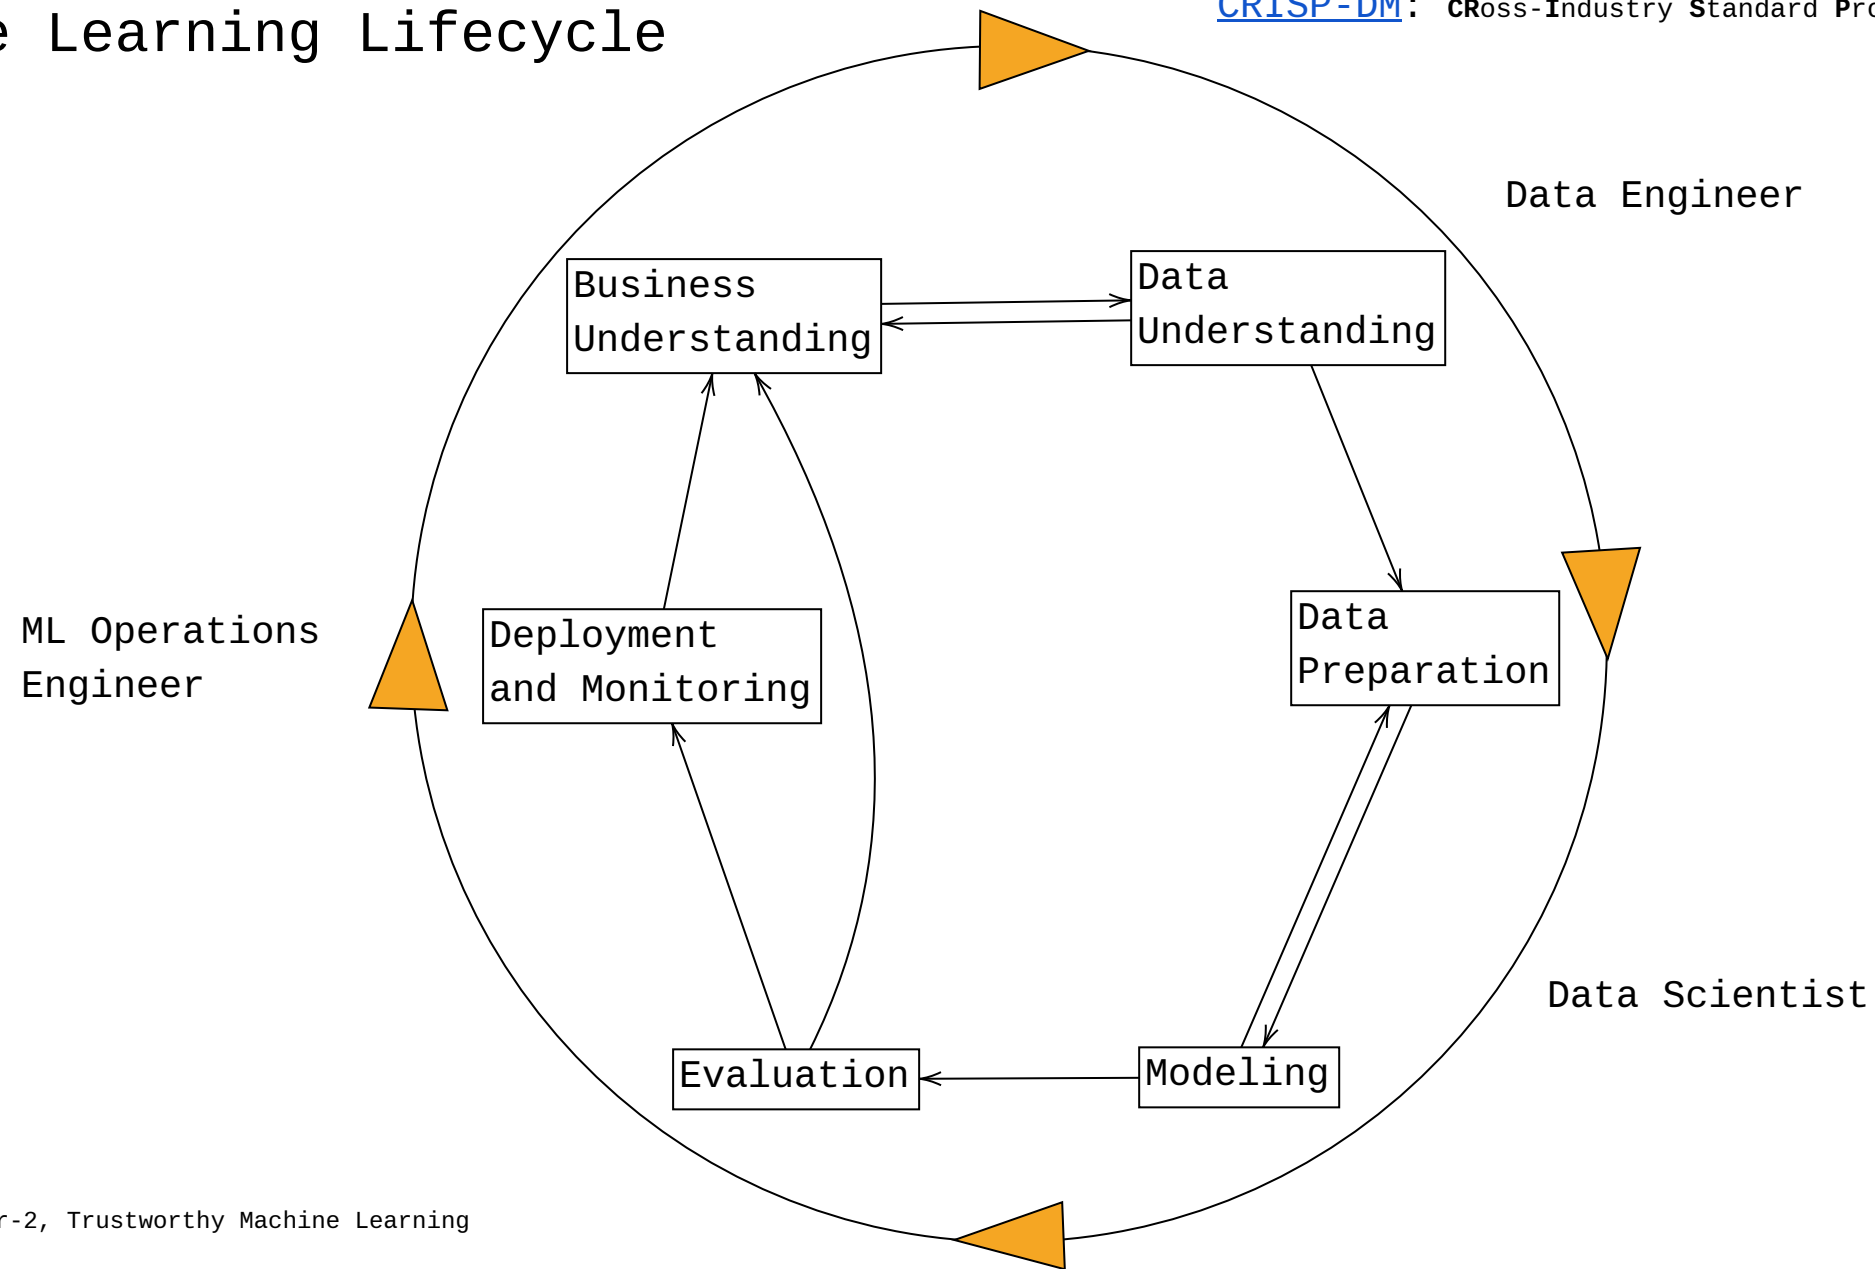 Learning Lifecycle
CRISP-DM: CRoss-Industry Standard
Data Engineer
Business
Understanding
Data
Understanding
ML Operations
Engineer
Deployment
and Monitoring
Data
Preparation
Data Scientist
Evaluation
Modeling
r-2, Trustworthy Machine Learning